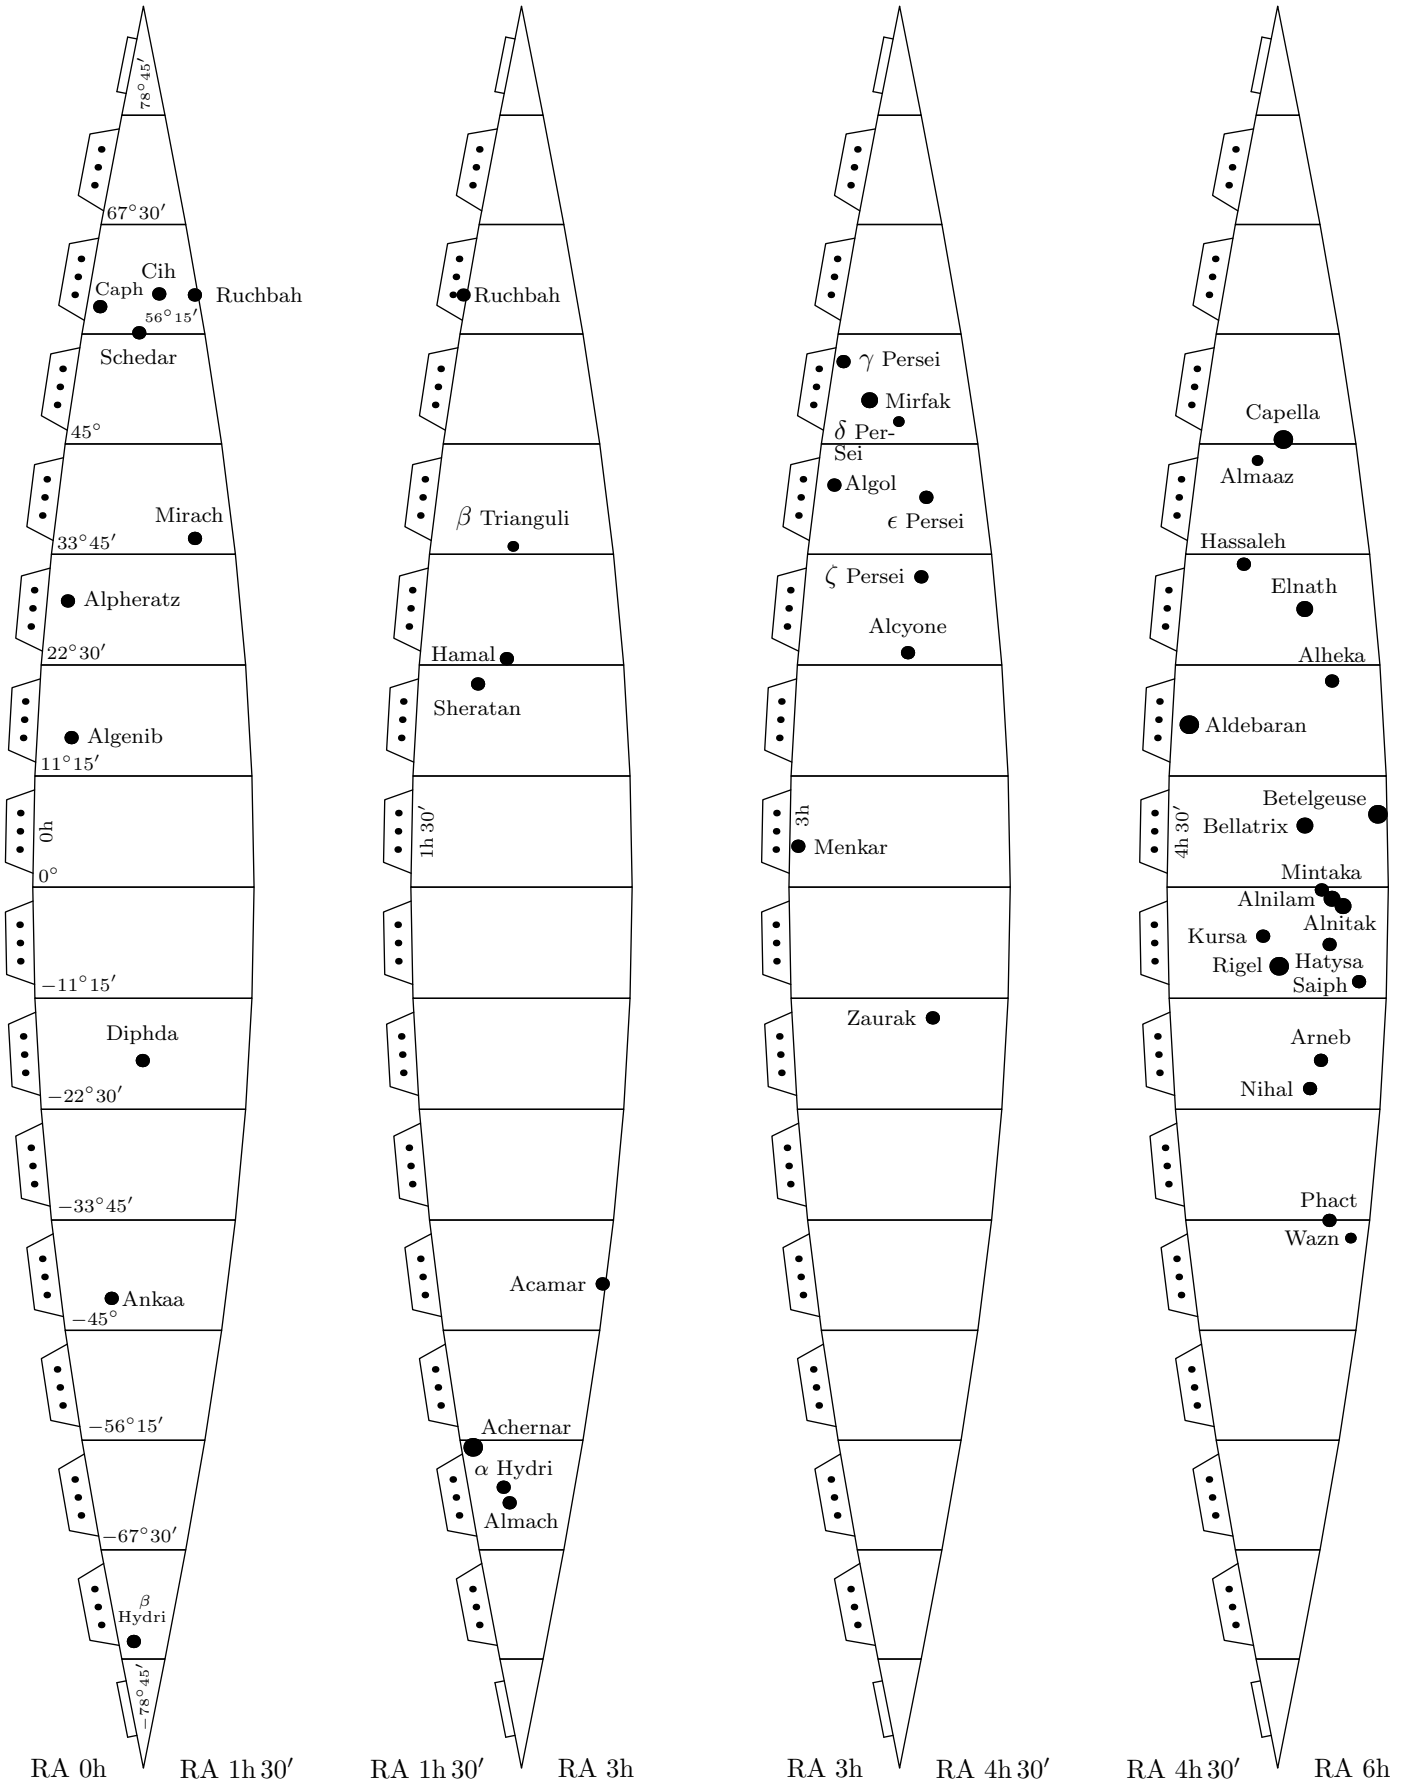 78°45′
67°30′
Cih
Caph
Ruchbah
56°15′
Schedar
45°
Mirach
33°45′
Alpheratz
22°30′
Algenib
11°15′
0h
0°
−11°15′
Diphda
−22°30′
−33°45′
Ankaa
−45°
−56°15′
−67°30′
β
Hydri
−78°45′
RA 0h
RA 1h 30′
Ruchbah
β Trianguli
Hamal
Sheratan
1h 30′
Acamar
Achernar
α Hydri
Almach
RA 1h 30′
RA 3h
γ Persei
Mirfak
δ Per-
Sei
Algol
ϵ Persei
ζ Persei
Alcyone
3h
Menkar
Zaurak
RA 3h
RA 4h 30′
Capella
Almaaz
Hassaleh
Elnath
Alheka
Aldebaran
Betelgeuse
4h 30′
Bellatrix
Mintaka
Alnilam
Alnitak
Kursa
Rigel
Hatysa
Saiph
Arneb
Nihal
Phact
Wazn
RA 4h 30′
RA 6h